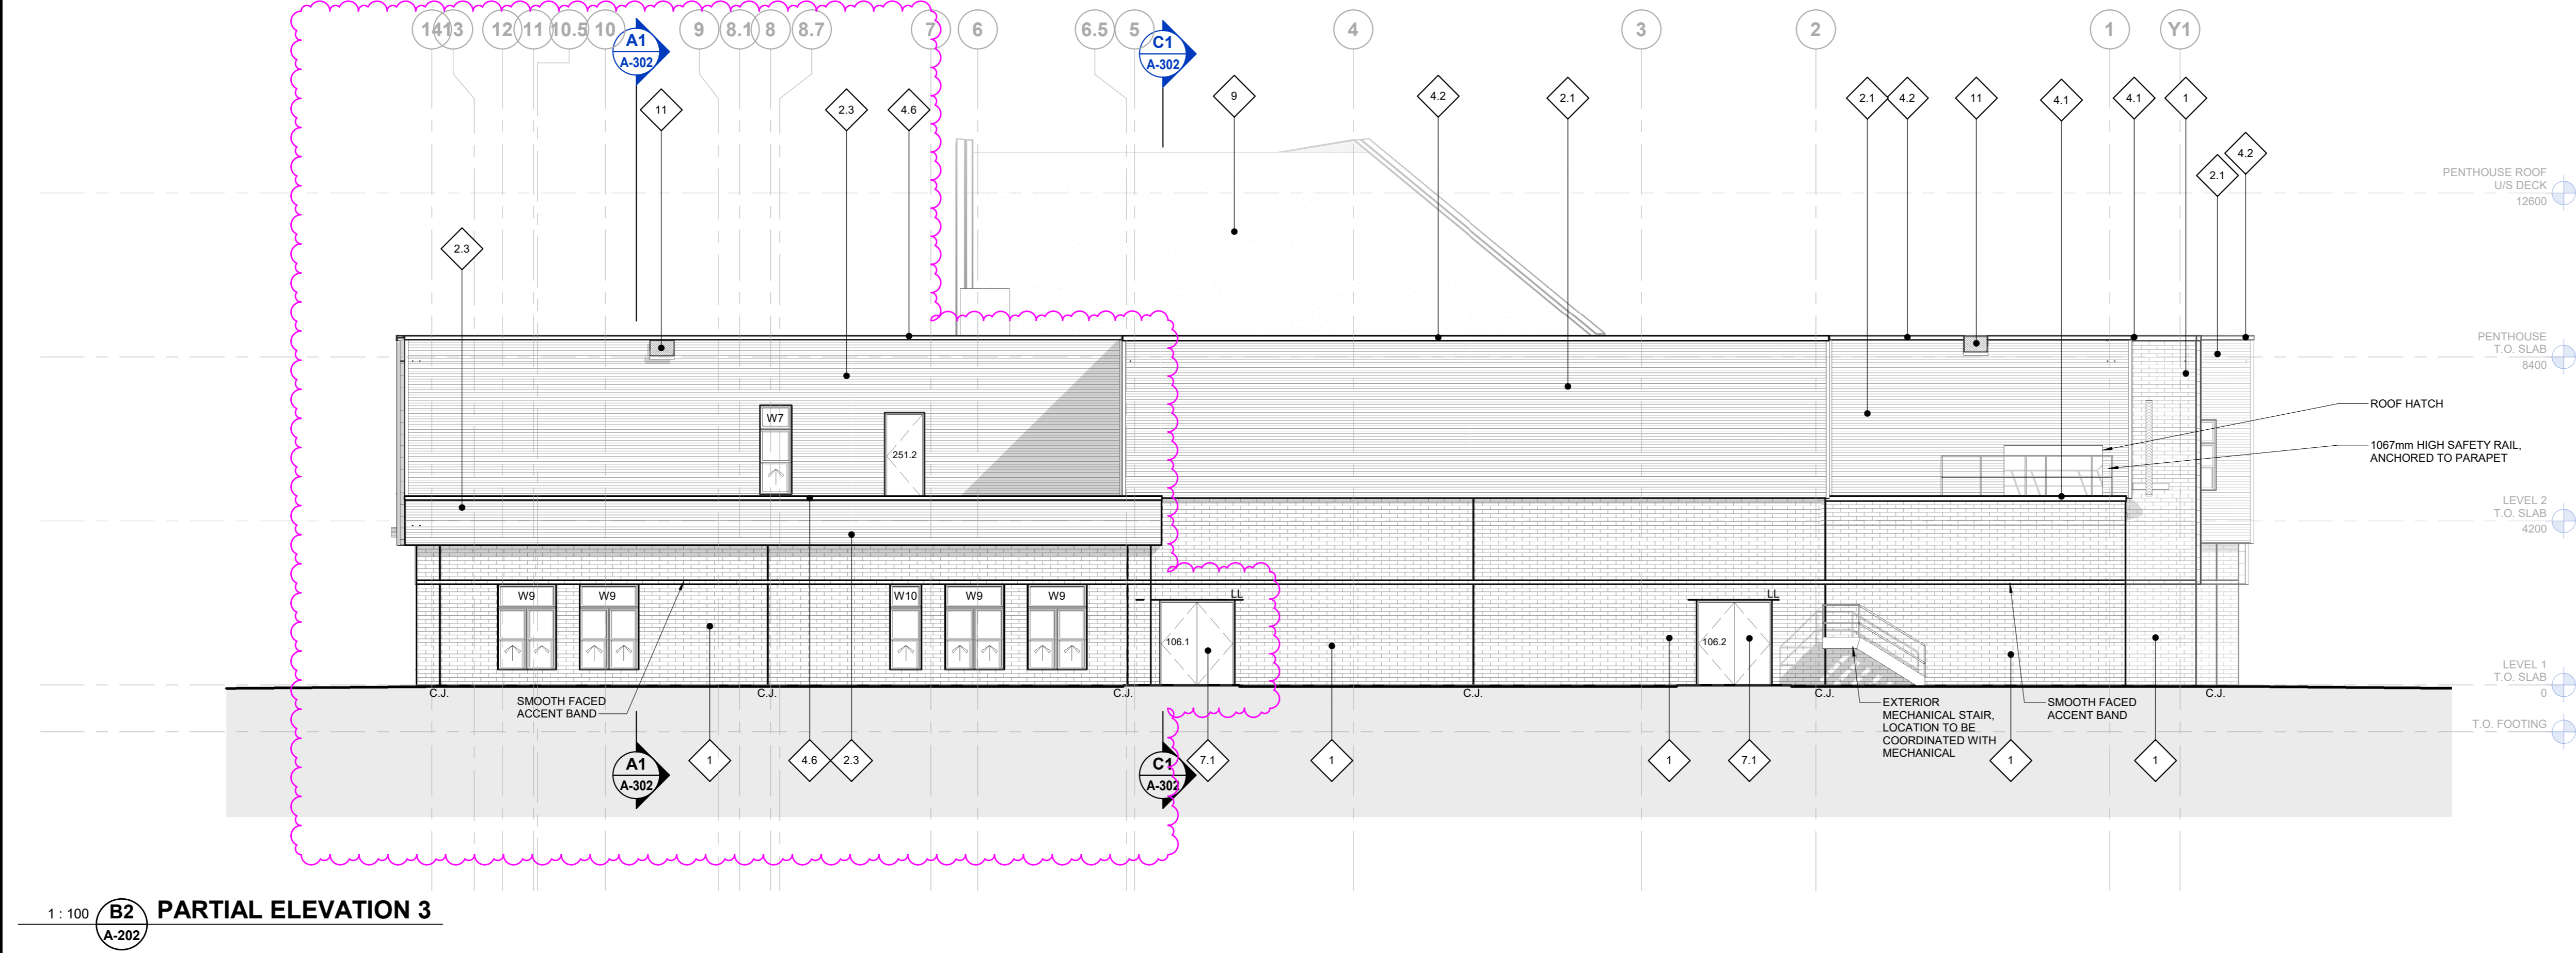 14
13
12
11
10.5
10
9
8.1
8
8.7
7
6
6.5
5
4
3
2
1
Y1
A1
A-302
C1
A-302
11
2.3
4.6
9
4.2
2.1
2.1
4.2
11
4.1
4.1
1
2.1
4.2
2.3
PENTHOUSE ROOF
U/S DECK
12600
PENTHOUSE
T.O. SLAB
8400
ROOF HATCH
1067mm HIGH SAFETY RAIL,
ANCHORED TO PARAPET
W7
251.2
LEVEL 2
T.O. SLAB
4200
W9
W9
W10
W9
W9
LL
LL
106.1
106.2
LEVEL 1
T.O. SLAB
0
C.J.
C.J.
C.J.
C.J.
C.J.
C.J.
SMOOTH FACED
ACCENT BAND
EXTERIOR
MECHANICAL STAIR,
LOCATION TO BE
COORDINATED WITH
MECHANICAL
SMOOTH FACED
ACCENT BAND
T.O. FOOTING
A1
A-302
1
4.6
2.3
C1
A-302
7.1
1
1
7.1
1
1
1 : 100
B2
A-202
PARTIAL ELEVATION 3